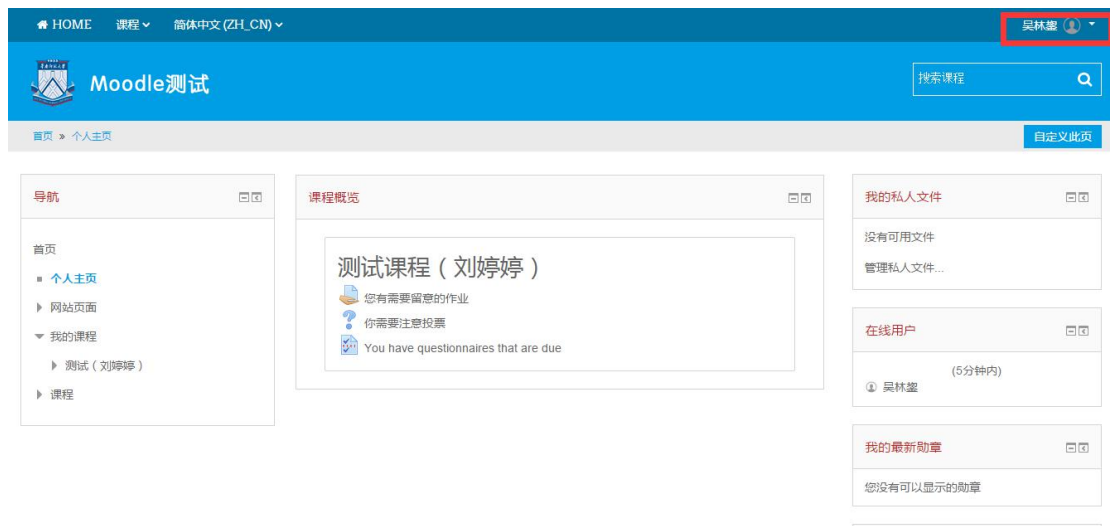 HOME 课程 简体中文 (ZH_CN) 吴林鋆
Moodle测试
搜索课程
首页 » 个人主页
自定义此页
导航
首页
个人主页
网站页面
我的课程
测试(刘婷婷)
课程
课程概览
测试课程(刘婷婷)
您有需要留意的作业
你需要注意投票
You have questionnaires that are due
我的私人文件
没有可用文件
管理私人文件...
在线用户
(5分钟内)
吴林鋆
我的最新勋章
您没有可以显示的勋章